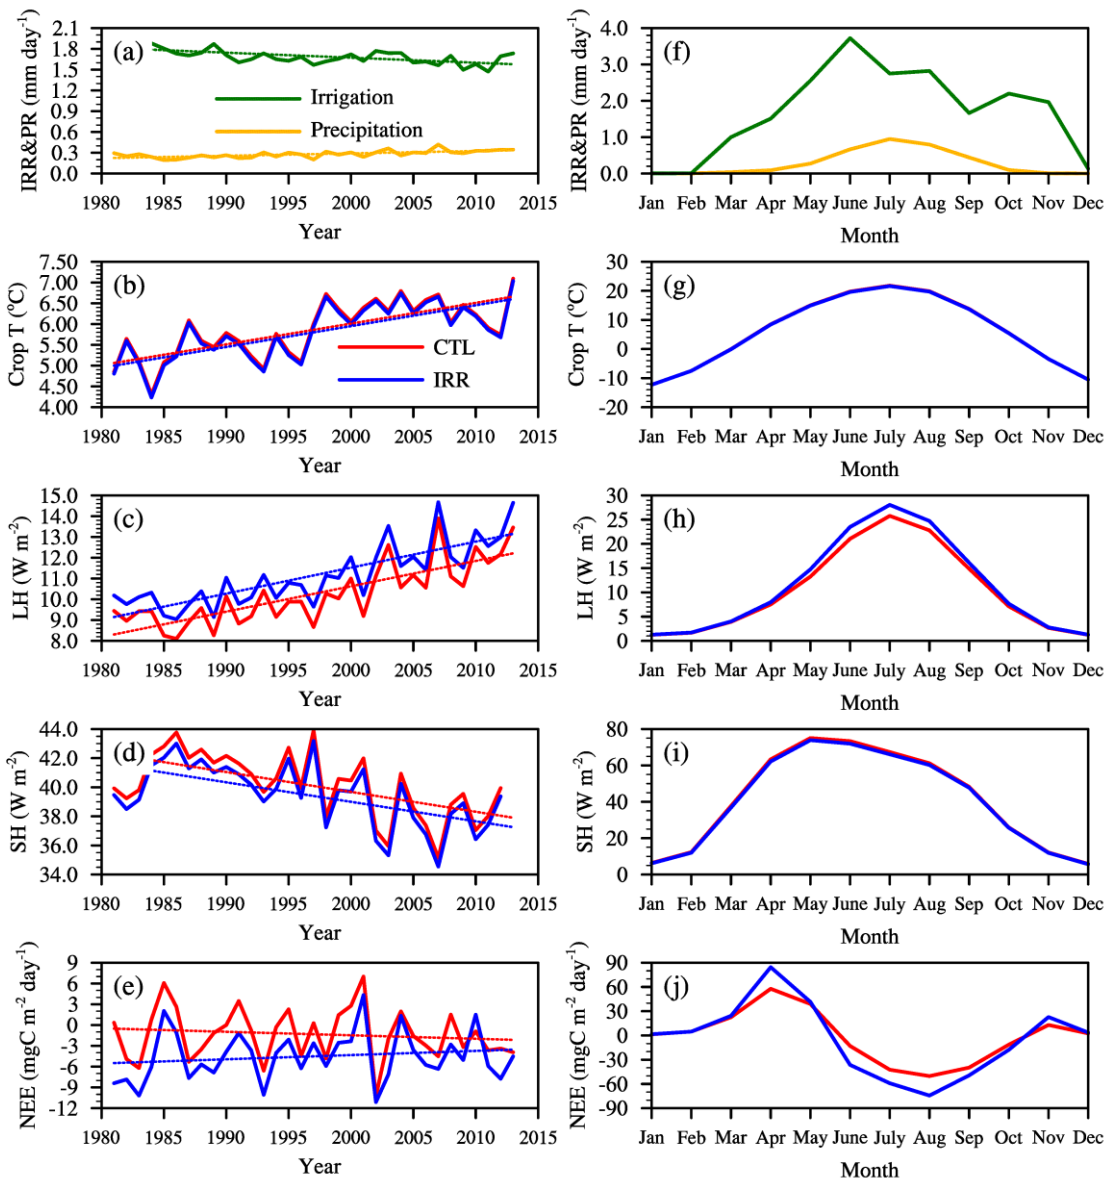 IRR&PR (mm day-1)
2.1
1.8
1.5
1.2
0.9
0.6
0.3
0.0
(a)
Irrigation
Precipitation
1980 1985 1990 1995 2000 2005 2010 2015
Year
IRR&PR (mm day-1)
4.0
3.0
2.0
1.0
0.0
(f)
Jan Feb Mar Apr May June July Aug Sep Oct Nov Dec
Month
Crop T (°C)
7.50
7.00
6.50
6.00
5.50
5.00
4.50
4.00
(b)
CTL
IRR
1980 1985 1990 1995 2000 2005 2010 2015
Year
Crop T (°C)
30
20
10
0
-10
-20
(g)
Jan Feb Mar Apr May June July Aug Sep Oct Nov Dec
Month
LH (W m-2)
15.0
14.0
13.0
12.0
11.0
10.0
9.0
8.0
(c)
1980 1985 1990 1995 2000 2005 2010 2015
Year
LH (W m-2)
30
25
20
15
10
5
0
(h)
Jan Feb Mar Apr May June July Aug Sep Oct Nov Dec
Month
SH (W m-2)
44.0
42.0
40.0
38.0
36.0
34.0
(d)
1980 1985 1990 1995 2000 2005 2010 2015
Year
SH (W m-2)
80
60
40
20
0
(i)
Jan Feb Mar Apr May June July Aug Sep Oct Nov Dec
Month
NEE (mgC m-2 day-1)
9
6
3
0
-3
-6
-9
-12
(e)
1980 1985 1990 1995 2000 2005 2010 2015
Year
NEE (mgC m-2 day-1)
90
60
30
0
-30
-60
-90
(j)
Jan Feb Mar Apr May June July Aug Sep Oct Nov Dec
Month